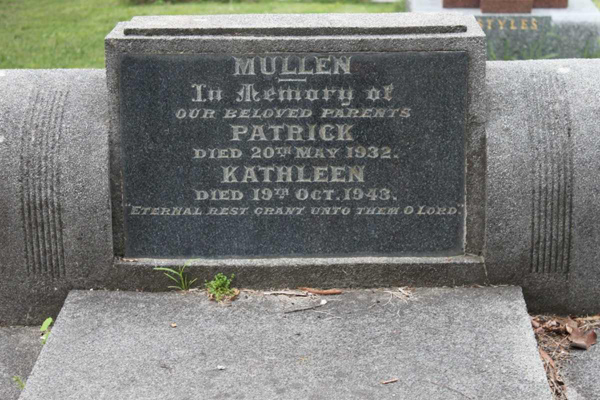 STYLES
MULLEN
In Memory of
OUR BELOVED PARENTS
PATRICK
DIED 20TH MAY 1932.
KATHLEEN
DIED 19TH OCT. 1943.
"ETERNAL REST GRANT UNTO THEM O LORD."